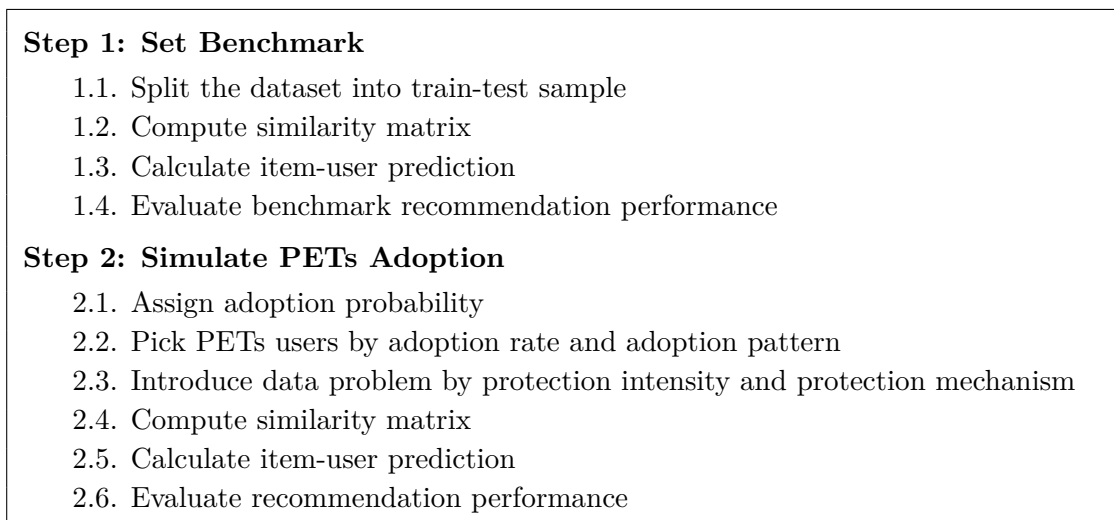 Step 1: Set Benchmark
1.1. Split the dataset into train-test sample
1.2. Compute similarity matrix
1.3. Calculate item-user prediction
1.4. Evaluate benchmark recommendation performance
Step 2: Simulate PETs Adoption
2.1. Assign adoption probability
2.2. Pick PETs users by adoption rate and adoption pattern
2.3. Introduce data problem by protection intensity and protection mechanism
2.4. Compute similarity matrix
2.5. Calculate item-user prediction
2.6. Evaluate recommendation performance